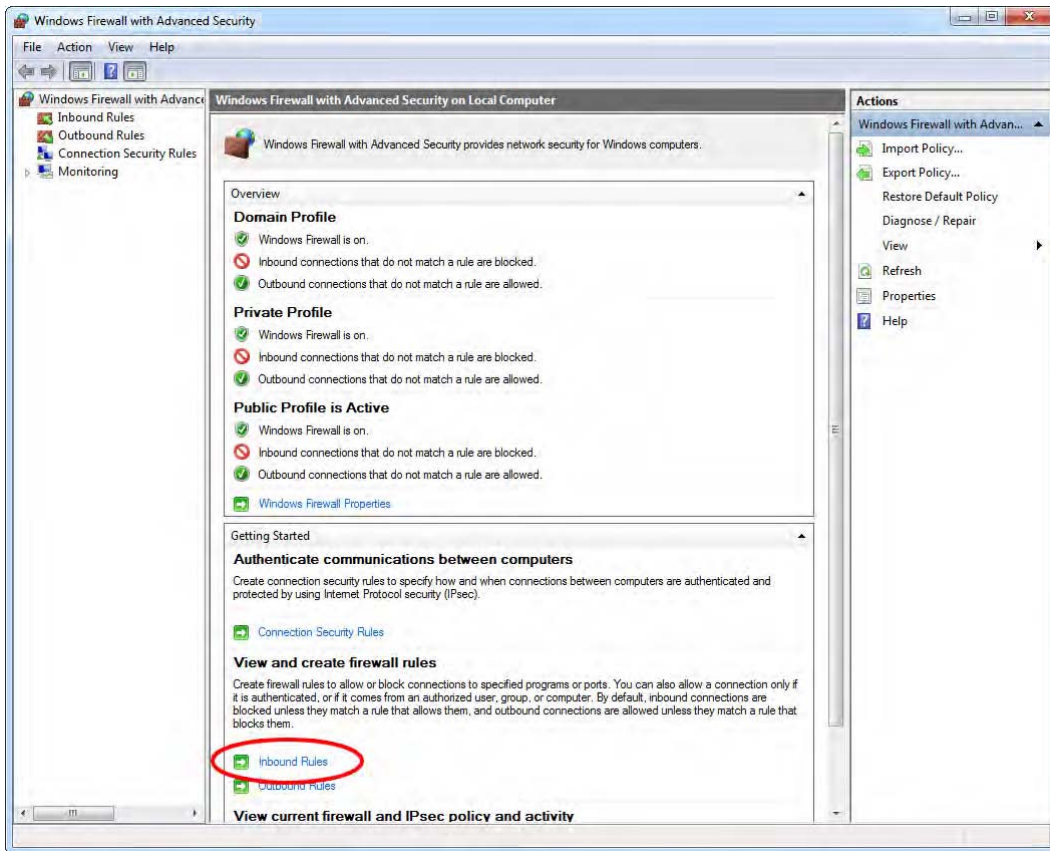 Windows Firewall with Advanced Security
File Action View Help
Windows Firewall with Advance
Inbound Rules
Outbound Rules
Connection Security Rules
Monitoring
Windows Firewall with Advanced Security on Local Computer
Windows Firewall with Advanced Security provides network security for Windows computers.
Overview
Domain Profile
Windows Firewall is on.
Inbound connections that do not match a rule are blocked.
Outbound connections that do not match a rule are allowed.
Private Profile
Windows Firewall is on.
Inbound connections that do not match a rule are blocked.
Outbound connections that do not match a rule are allowed.
Public Profile is Active
Windows Firewall is on.
Inbound connections that do not match a rule are blocked.
Outbound connections that do not match a rule are allowed.
Windows Firewall Properties
Getting Started
Authenticate communications between computers
Create connection security rules to specify how and when connections between computers are authenticated and
protected by using Internet Protocol security (IPsec).
Connection Security Rules
View and create firewall rules
Create firewall rules to allow or block connections to specified programs or ports. You can also allow a connection only if
it is authenticated, or if it comes from an authorized user, group, or computer. By default, inbound connections are
blocked unless they match a rule that allows them, and outbound connections are allowed unless they match a rule that
blocks them.
Inbound Rules
Outbound Rules
View current firewall and IPsec policy and activity
Actions
Windows Firewall with Advan...
Import Policy...
Export Policy...
Restore Default Policy
Diagnose / Repair
View
Refresh
Properties
Help